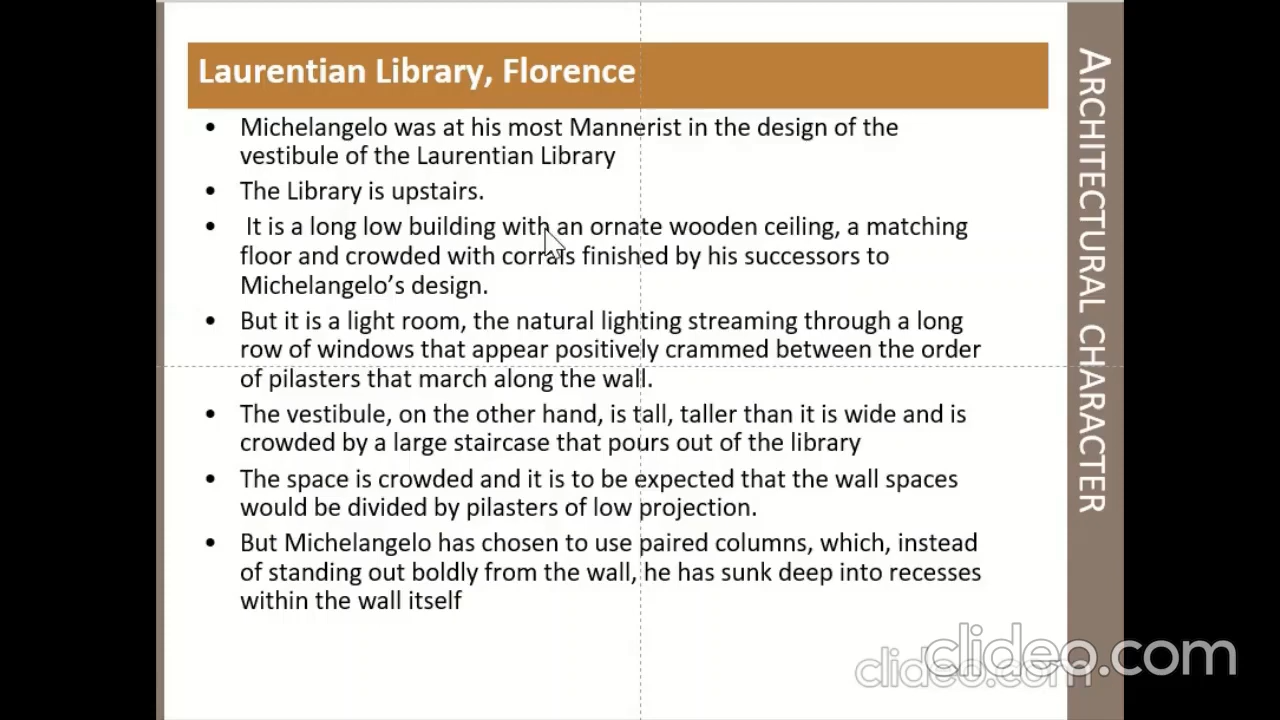 Laurentian Library, Florence
• Michelangelo was at his most Mannerist in the design of the
vestibule of the Laurentian Library
• The Library is upstairs.
• It is a long low building with an ornate wooden ceiling, a matching
floor and crowded with corrals finished by his successors to
Michelangelo’s design.
• But it is a light room, the natural lighting streaming through a long
row of windows that appear positively crammed between the order
of pilasters that march along the wall.
• The vestibule, on the other hand, is tall, taller than it is wide and is
crowded by a large staircase that pours out of the library
• The space is crowded and it is to be expected that the wall spaces
would be divided by pilasters of low projection.
• But Michelangelo has chosen to use paired columns, which, instead
of standing out boldly from the wall, he has sunk deep into recesses
within the wall itself
ARCHITECTURAL CHARACTER
clideo.com
clideo.com